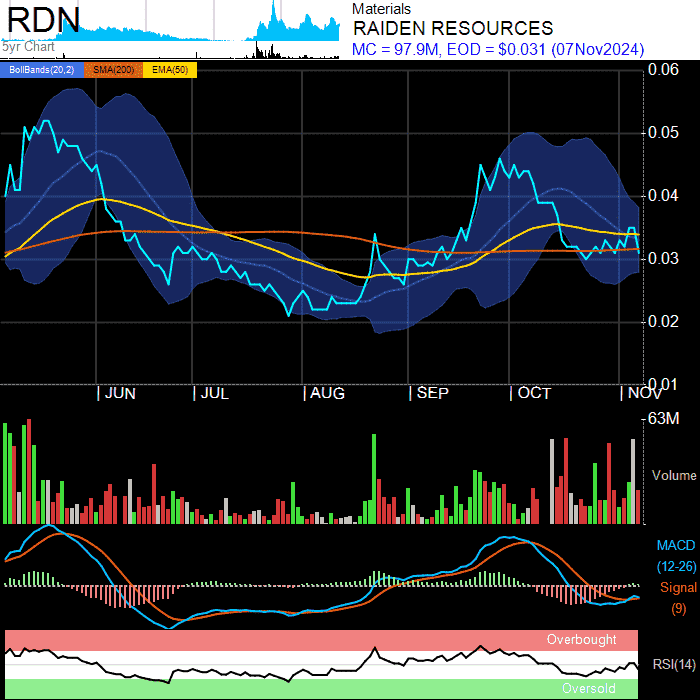 RDN
5yr Chart
Materials
RAIDEN RESOURCES
MC = 97.9M, EOD = $0.031 (07Nov2024)
BollBands(20,2) SMA(200) EMA(50)
0.06
0.05
0.04
0.03
0.02
0.01
JUN JUL AUG SEP OCT NOV
63M
Volume
MACD
(12-26)
Signal
(9)
Overbought
RSI(14)
Oversold